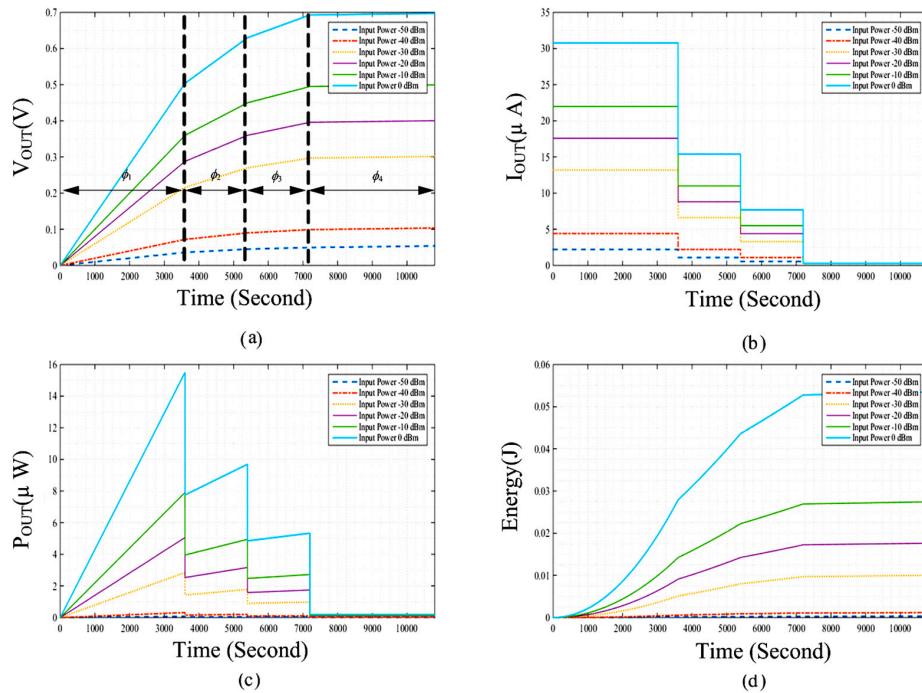 0.7
0.6
0.5
0.4
0.3
0.2
0.1
0
V_OUT(V)
Input Power -50 dBm
Input Power -40 dBm
Input Power -30 dBm
Input Power -20 dBm
Input Power -10 dBm
Input Power 0 dBm
ϕ1 ϕ2 ϕ3 ϕ4
0 1000 2000 3000 4000 5000 6000 7000 8000 9000 10000
Time (Second)
(a)
35
30
25
20
15
10
5
0
I_OUT(μ A)
Input Power -50 dBm
Input Power -40 dBm
Input Power -30 dBm
Input Power -20 dBm
Input Power -10 dBm
Input Power 0 dBm
0 1000 2000 3000 4000 5000 6000 7000 8000 9000 10000
Time (Second)
(b)
16
14
12
10
8
6
4
2
0
P_OUT(μ W)
Input Power -50 dBm
Input Power -40 dBm
Input Power -30 dBm
Input Power -20 dBm
Input Power -10 dBm
Input Power 0 dBm
0 1000 2000 3000 4000 5000 6000 7000 8000 9000 10000
Time (Second)
(c)
0.06
0.05
0.04
0.03
0.02
0.01
0
Energy(J)
Input Power -50 dBm
Input Power -40 dBm
Input Power -30 dBm
Input Power -20 dBm
Input Power -10 dBm
Input Power 0 dBm
0 1000 2000 3000 4000 5000 6000 7000 8000 9000 10000
Time (Second)
(d)